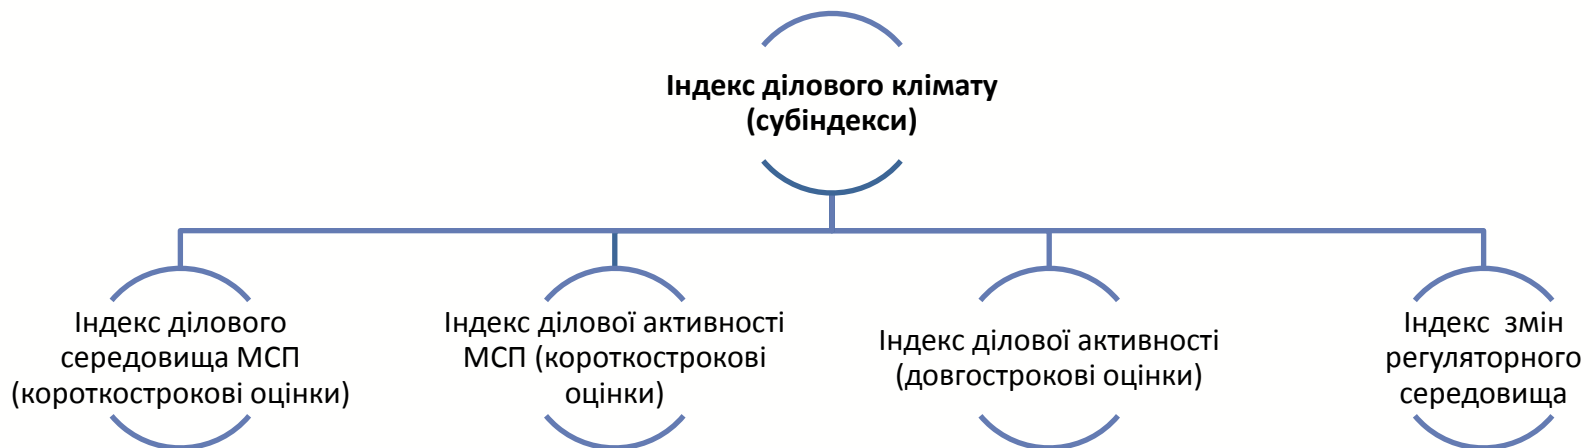 Індекс ділового клімату
(субіндекси)
Індекс ділового
середовища МСП
(короткострокові оцінки)
Індекс ділової активності
МСП (короткострокові
оцінки)
Індекс ділової активності
(довгострокові оцінки)
Індекс змін
регуляторного
середовища